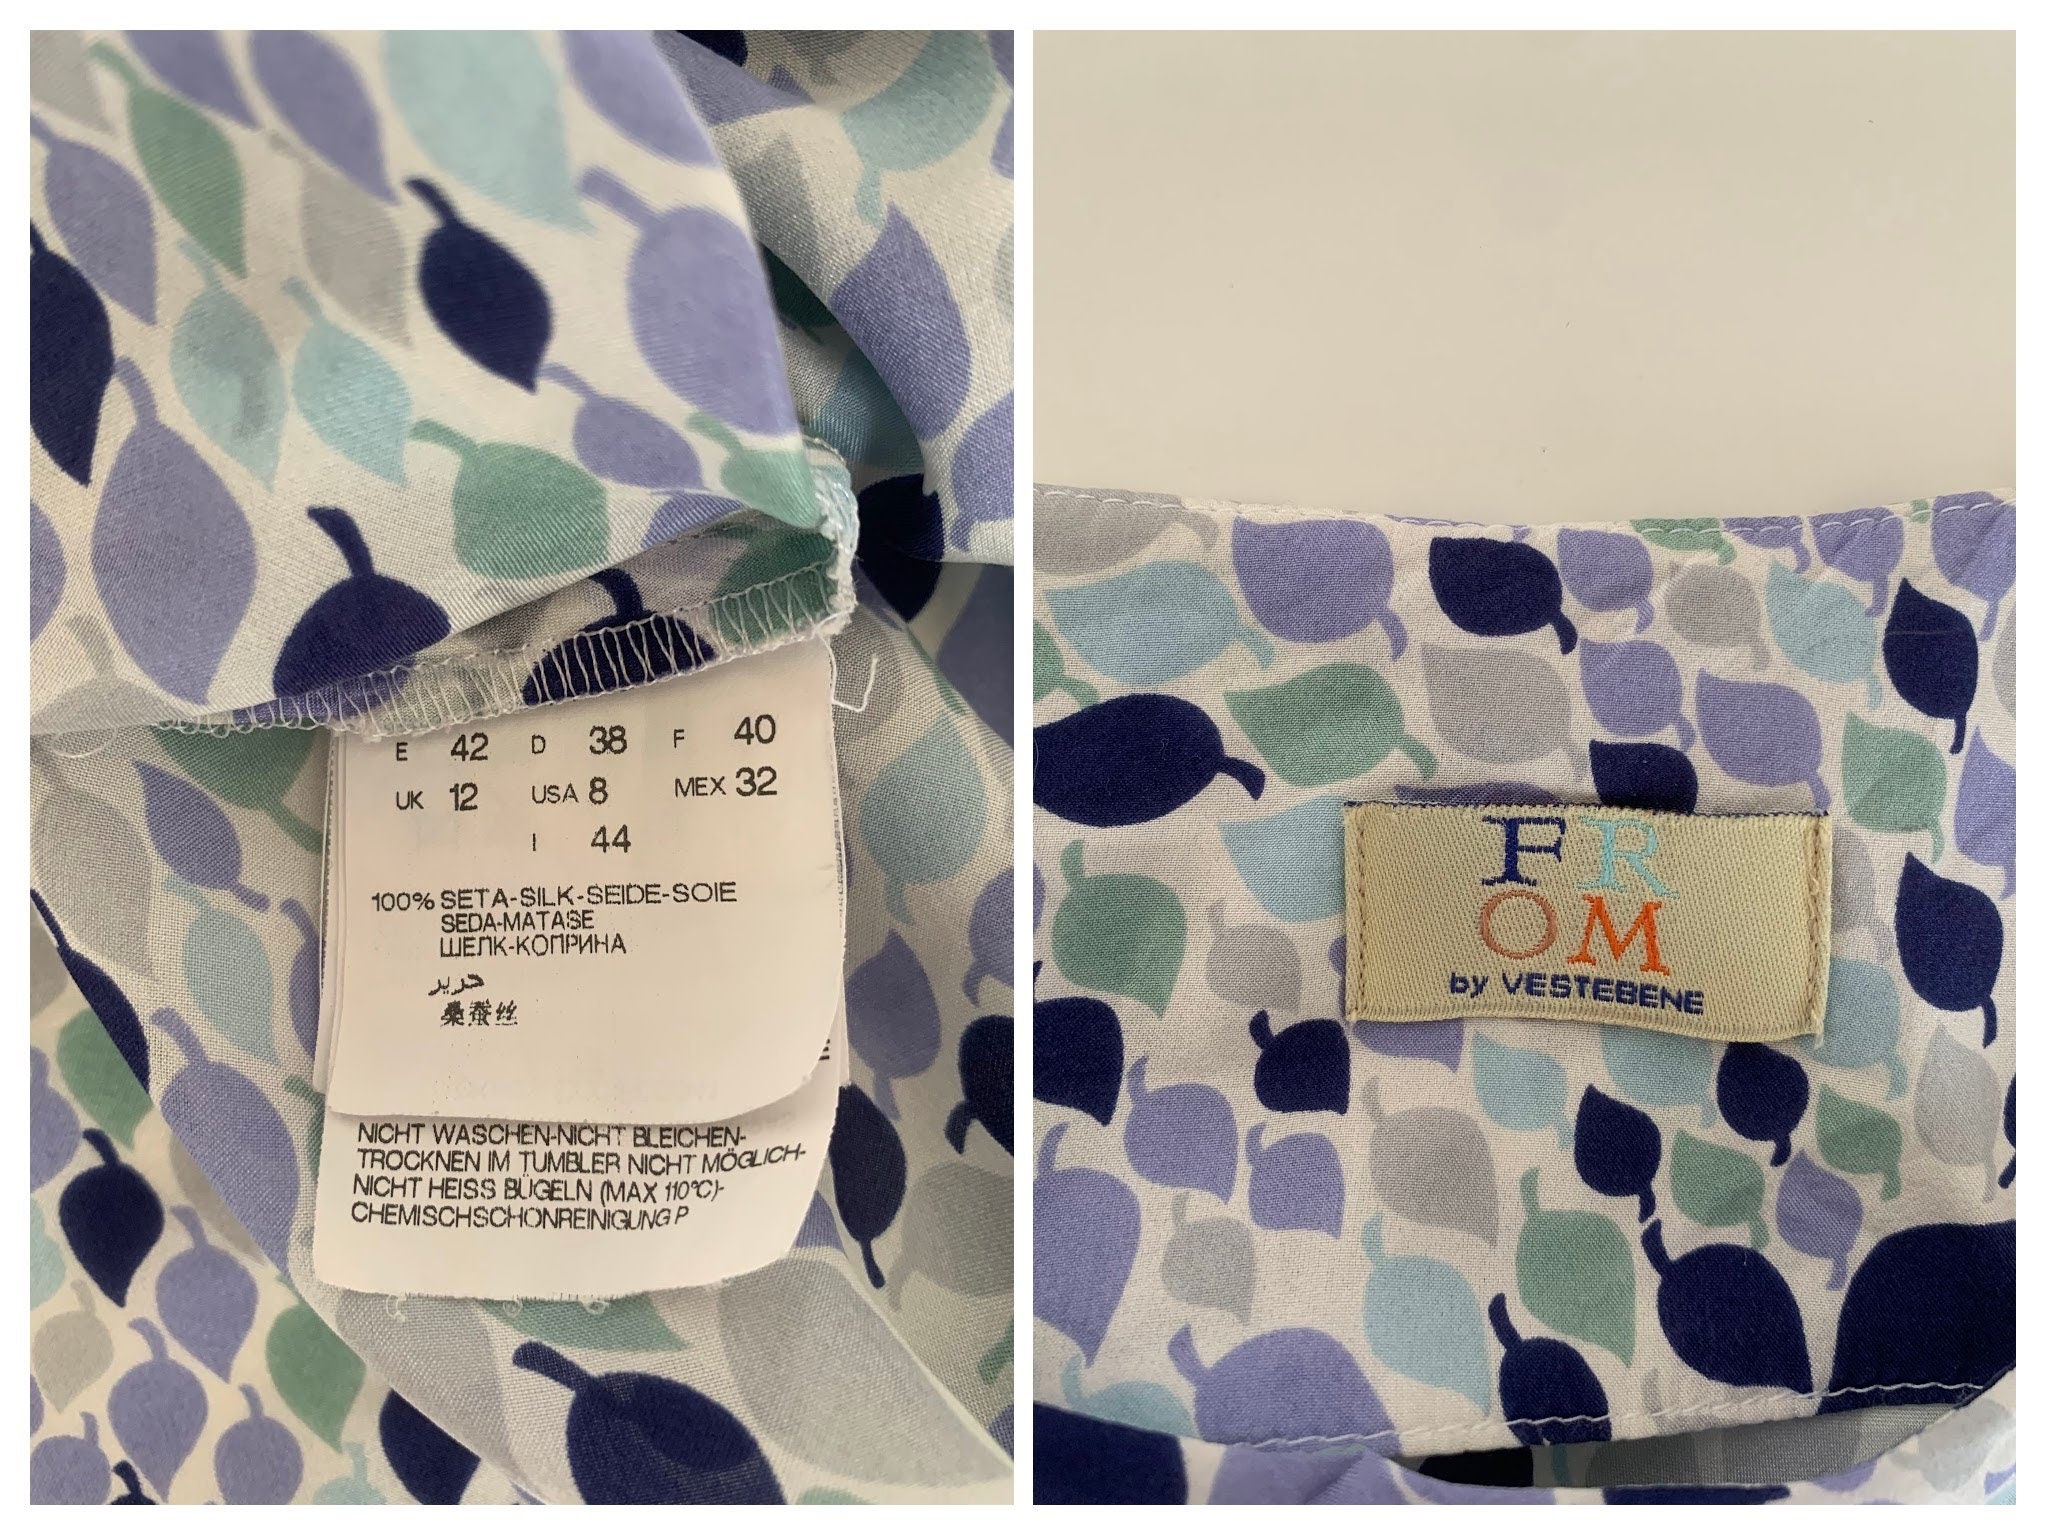 E 42 D 38 F 40
UK 12 USA 8 MEX 32
I 44
100% SETA-SILK-SEIDE-SOIE
SEDA-MATASE
ШЕЛК-КОПРИНА
حرير
桑蚕丝
NICHT WASCHEN-NICHT BLEICHEN-
TROCKNEN IM TUMBLER NICHT MÖGLICH-
NICHT HEISS BÜGELN (MAX 110°C)-
CHEMISCHSCHONREINIGUNG P
FR
OM
by VESTEBENE